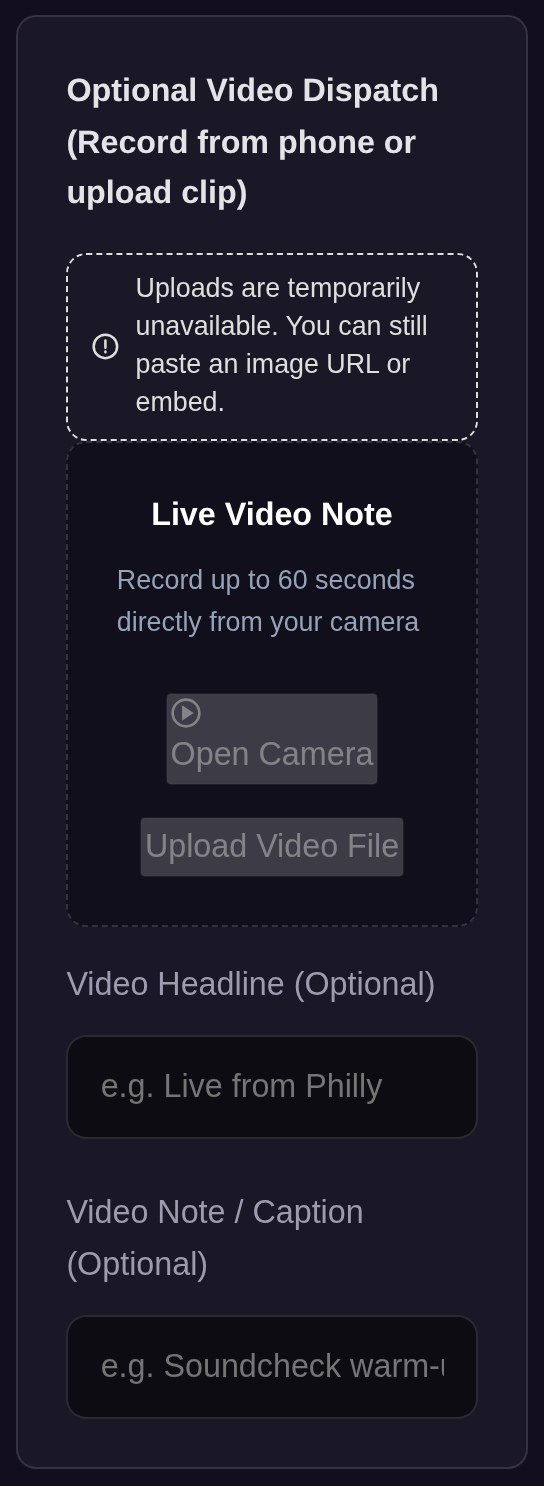 Optional Video Dispatch
(Record from phone or
upload clip)
Uploads are temporarily
unavailable. You can still
paste an image URL or
embed.
Live Video Note
Record up to 60 seconds
directly from your camera
Open Camera
Upload Video File
Video Headline (Optional)
e.g. Live from Philly
Video Note / Caption
(Optional)
e.g. Soundcheck warm-